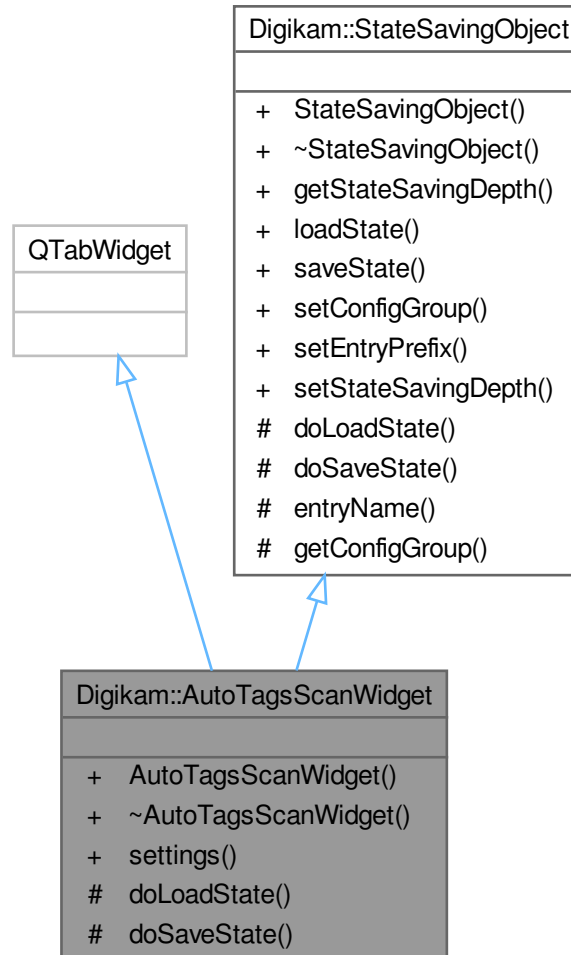 Digikam::StateSavingObject
+ StateSavingObject()
+ ~StateSavingObject()
+ getStateSavingDepth()
+ loadState()
+ saveState()
+ setConfigGroup()
+ setEntryPrefix()
+ setStateSavingDepth()
# doLoadState()
# doSaveState()
# entryName()
# getConfigGroup()
QTabWidget
Digikam::AutoTagsScanWidget
+ AutoTagsScanWidget()
+ ~AutoTagsScanWidget()
+ settings()
# doLoadState()
# doSaveState()